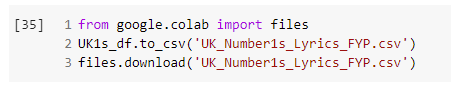 [35] 1 from google.colab import files
2 UK1s_df.to_csv('UK_Number1s_Lyrics_FYP.csv')
3 files.download('UK_Number1s_Lyrics_FYP.csv')